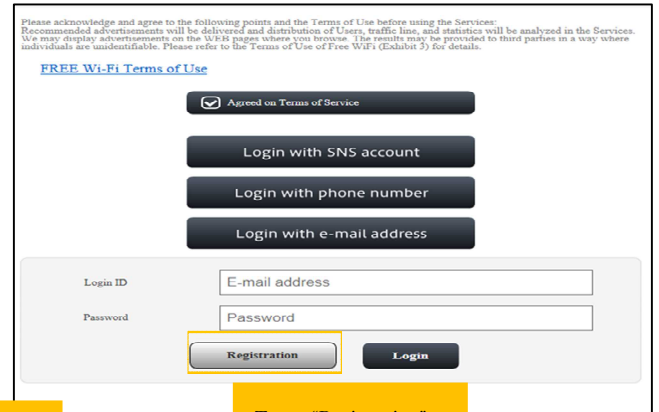 Please acknowledge and agree to the following points and the Terms of Use before using the Services:
Recommended advertisements will be delivered and distribution of Users, traffic line, and statistics will be analyzed in the Services.
We may display advertisements on the WEB pages where you browse. The results may be provided to third parties in a way where
individuals are unidentifiable. Please refer to the Terms of Use of Free WiFi (Exhibit 3) for details.
FREE Wi-Fi Terms of Use
Agreed on Terms of Service
Login with SNS account
Login with phone number
Login with e-mail address
Login ID E-mail address
Password Password
Registration Login